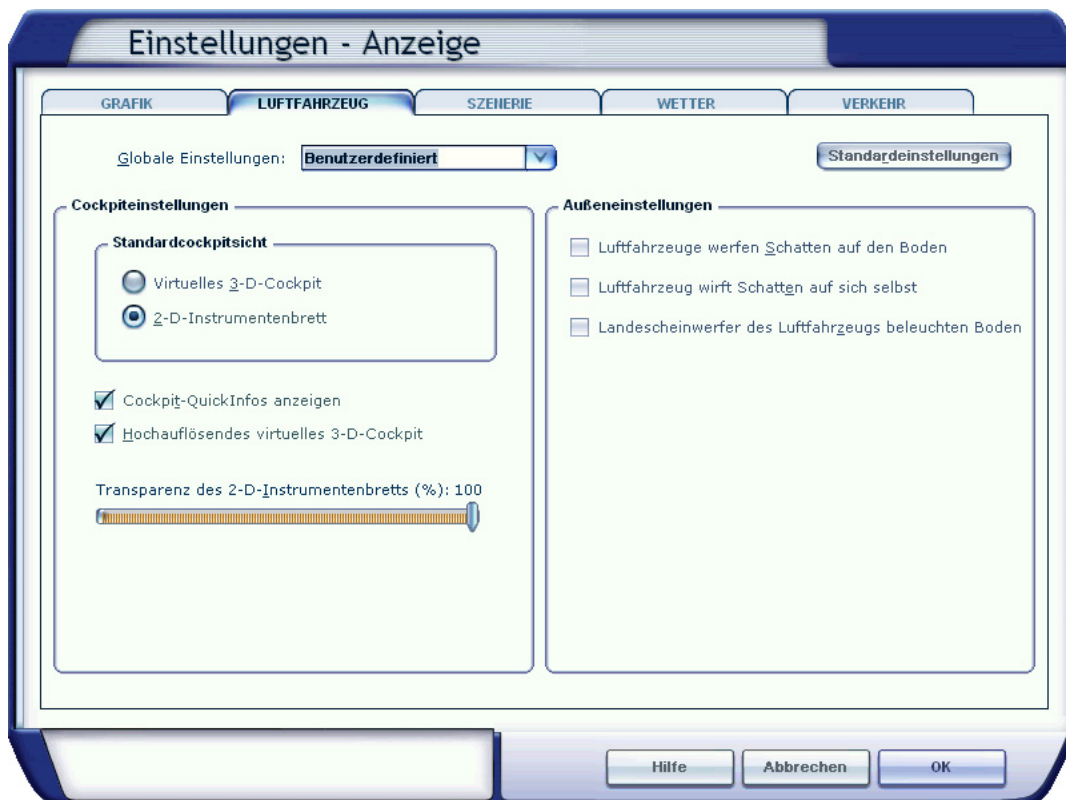 Einstellungen - Anzeige
GRAFIK
LUFTFAHRZEUG
SZENERIE
WETTER
VERKEHR
Globale Einstellungen: Benutzerdefiniert
Standardeinstellungen
Cockpiteinstellungen
Standardcockpitsicht
Virtuelles 3-D-Cockpit
2-D-Instrumentenbrett
Cockpit-QuickInfos anzeigen
Hochauflösendes virtuelles 3-D-Cockpit
Transparenz des 2-D-Instrumentenbretts (%): 100
Außeneinstellungen
Luftfahrzeuge werfen Schatten auf den Boden
Luftfahrzeug wirft Schatten auf sich selbst
Landescheinwerfer des Luftfahrzeugs beleuchten Boden
Hilfe
Abbrechen
OK